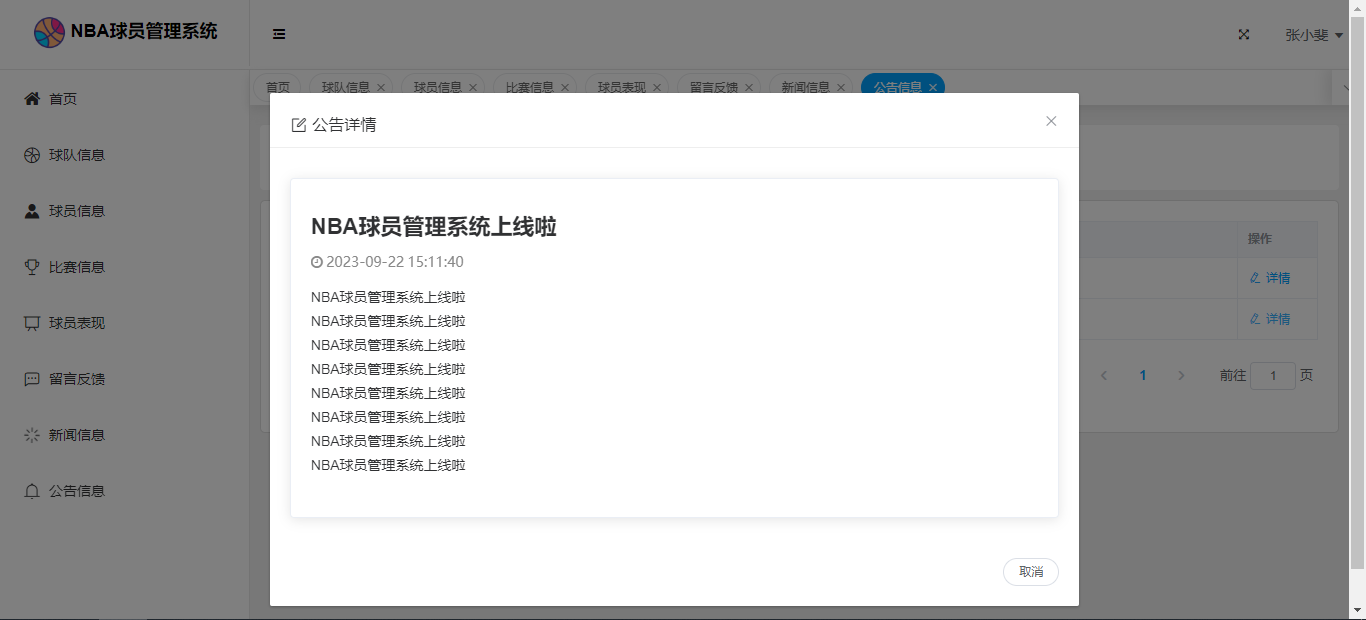 NBA球员管理系统
张小斐
首页
球队信息
球员信息
比赛信息
球员表现
留言反馈
新闻信息
公告信息
首页
球队信息
球员信息
比赛信息
球员表现
留言反馈
新闻信息
公告信息
公告详情
NBA球员管理系统上线啦
2023-09-22 15:11:40
NBA球员管理系统上线啦
NBA球员管理系统上线啦
NBA球员管理系统上线啦
NBA球员管理系统上线啦
NBA球员管理系统上线啦
NBA球员管理系统上线啦
NBA球员管理系统上线啦
NBA球员管理系统上线啦
取消
操作
详情
详情
1
前往 1 页